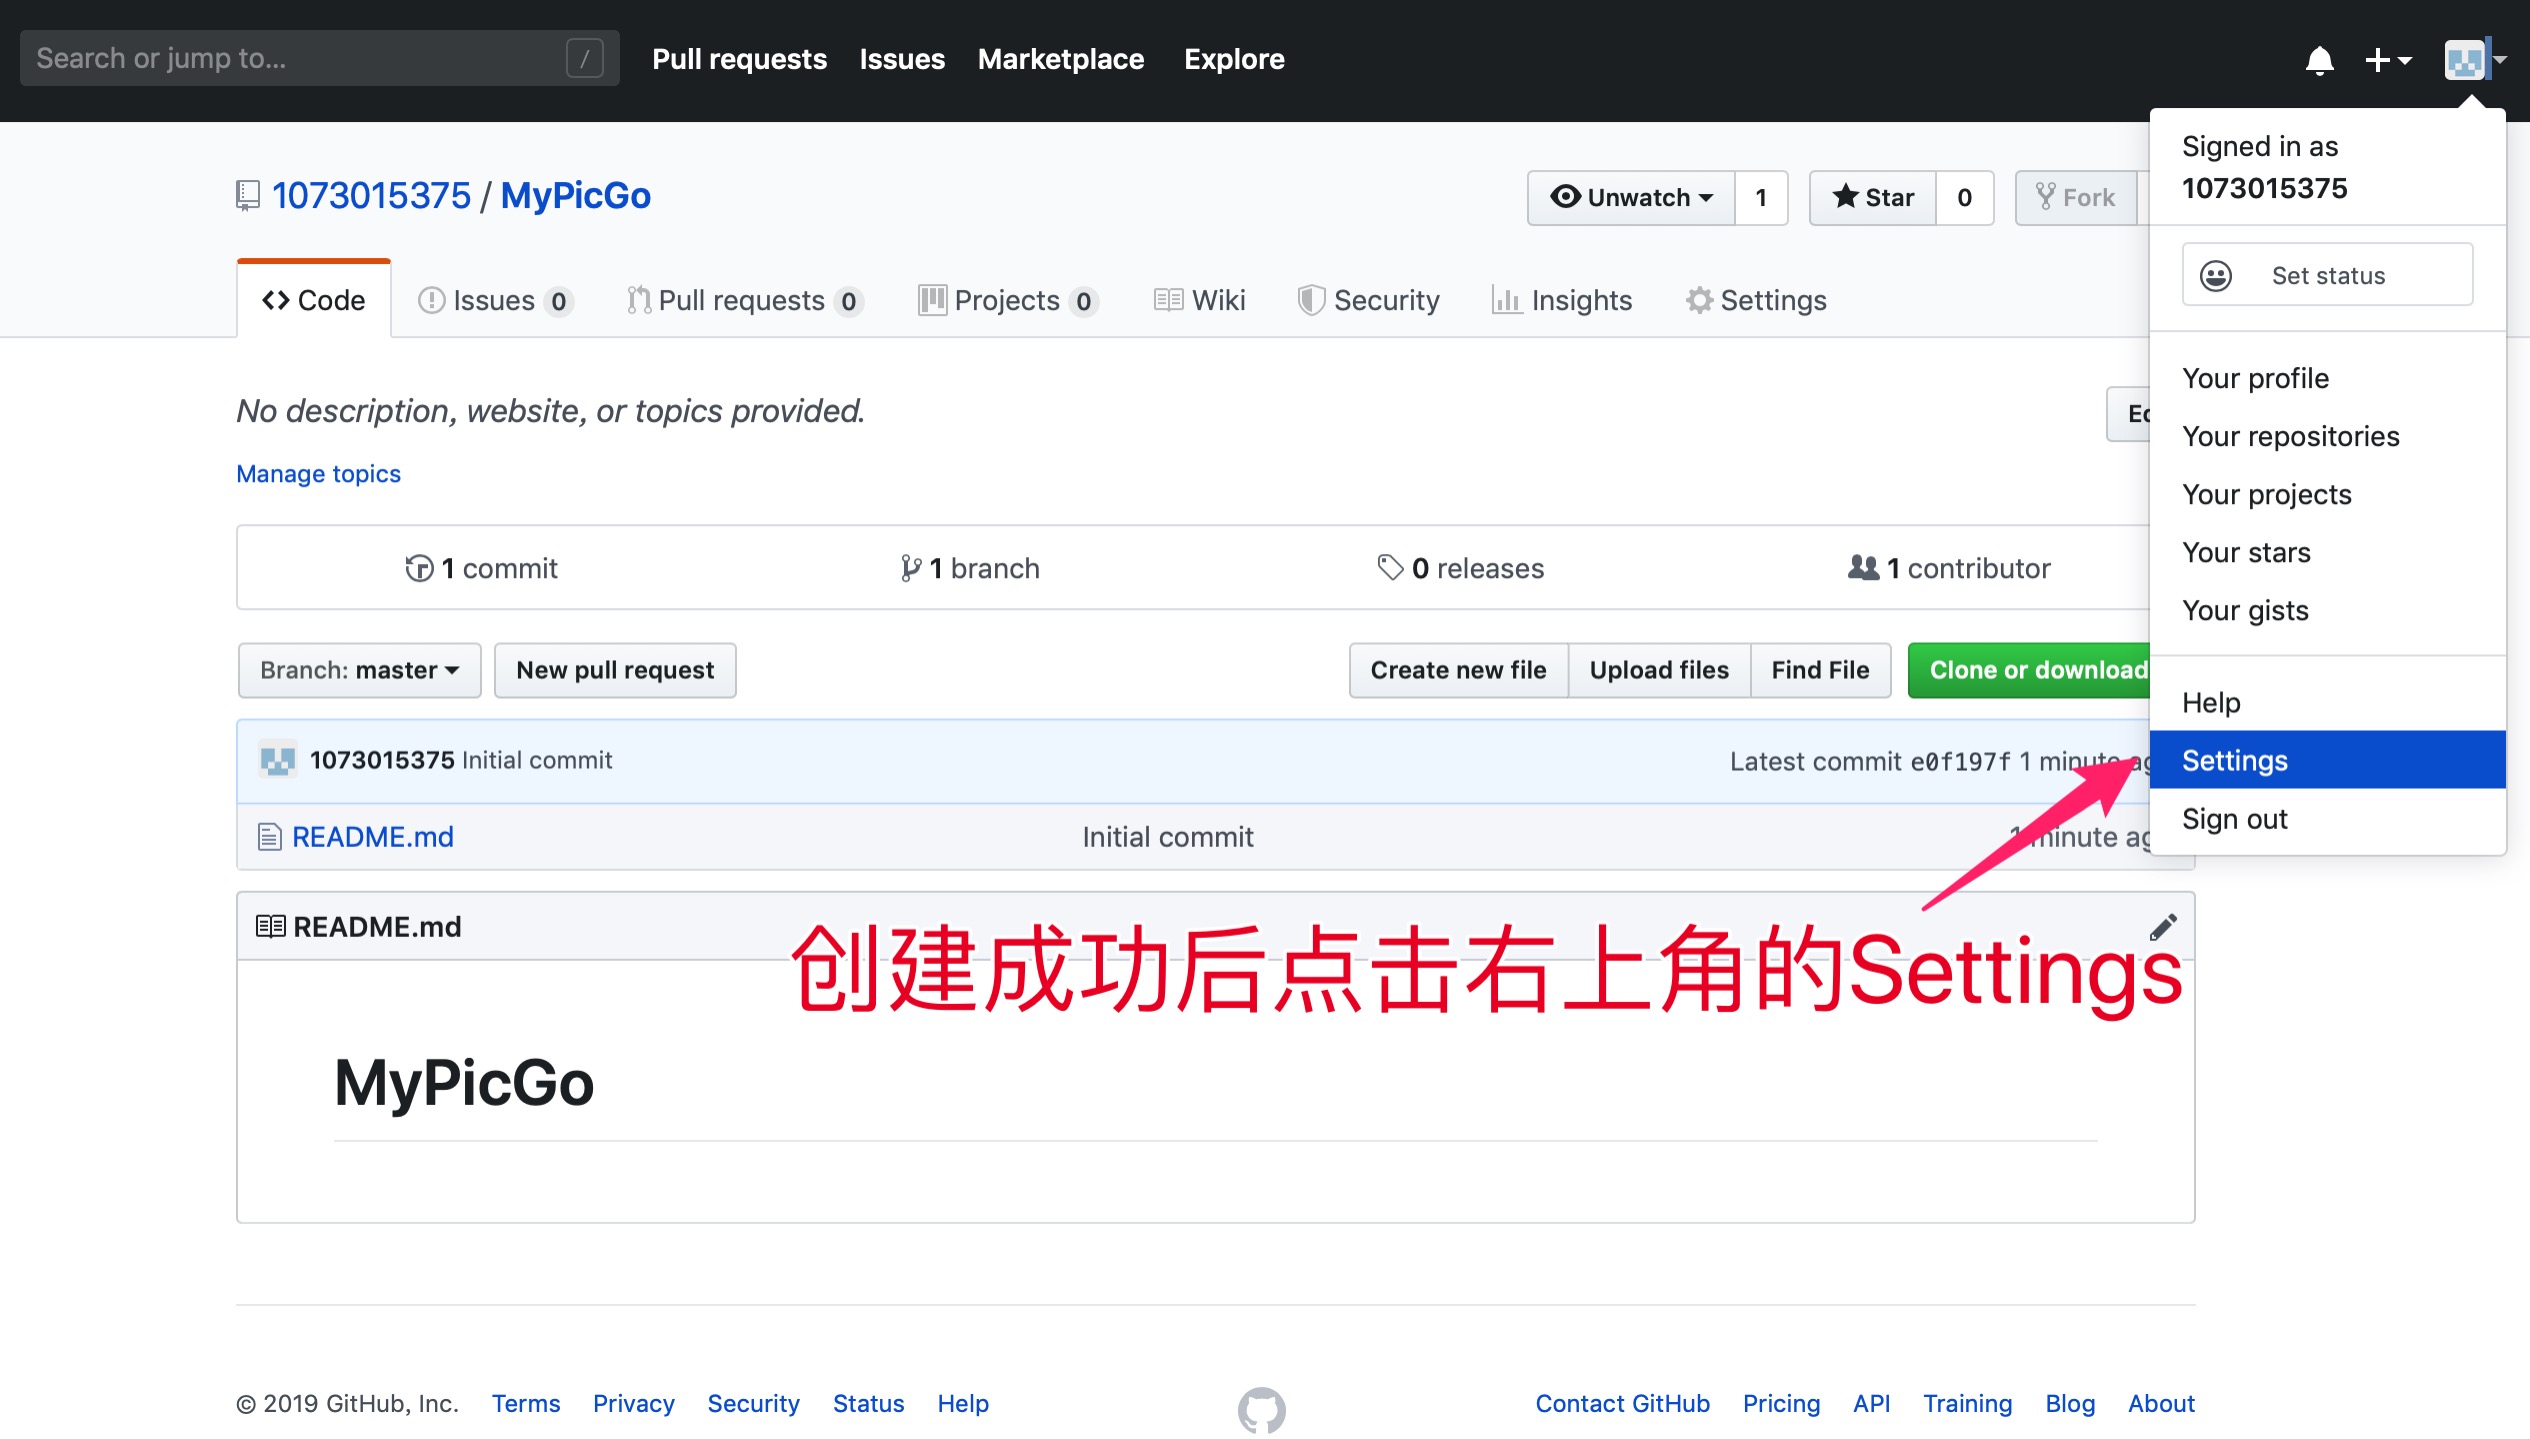 Search or jump to...
/
Pull requests
Issues
Marketplace
Explore
1073015375 / MyPicGo
Unwatch 1
Star 0
Fork
Code
Issues 0
Pull requests 0
Projects 0
Wiki
Security
Insights
Settings
No description, website, or topics provided.
Manage topics
1 commit
1 branch
0 releases
1 contributor
Branch: master
New pull request
Create new file
Upload files
Find File
Clone or download
1073015375 Initial commit
Latest commit e0f197f 1 minute
README.md
Initial commit
1 minute
README.md
创建成功后点击右上角的Settings
MyPicGo
Signed in as
1073015375
Set status
Your profile
Your repositories
Your projects
Your stars
Your gists
Help
Settings
Sign out
© 2019 GitHub, Inc.
Terms
Privacy
Security
Status
Help
Contact GitHub
Pricing
API
Training
Blog
About